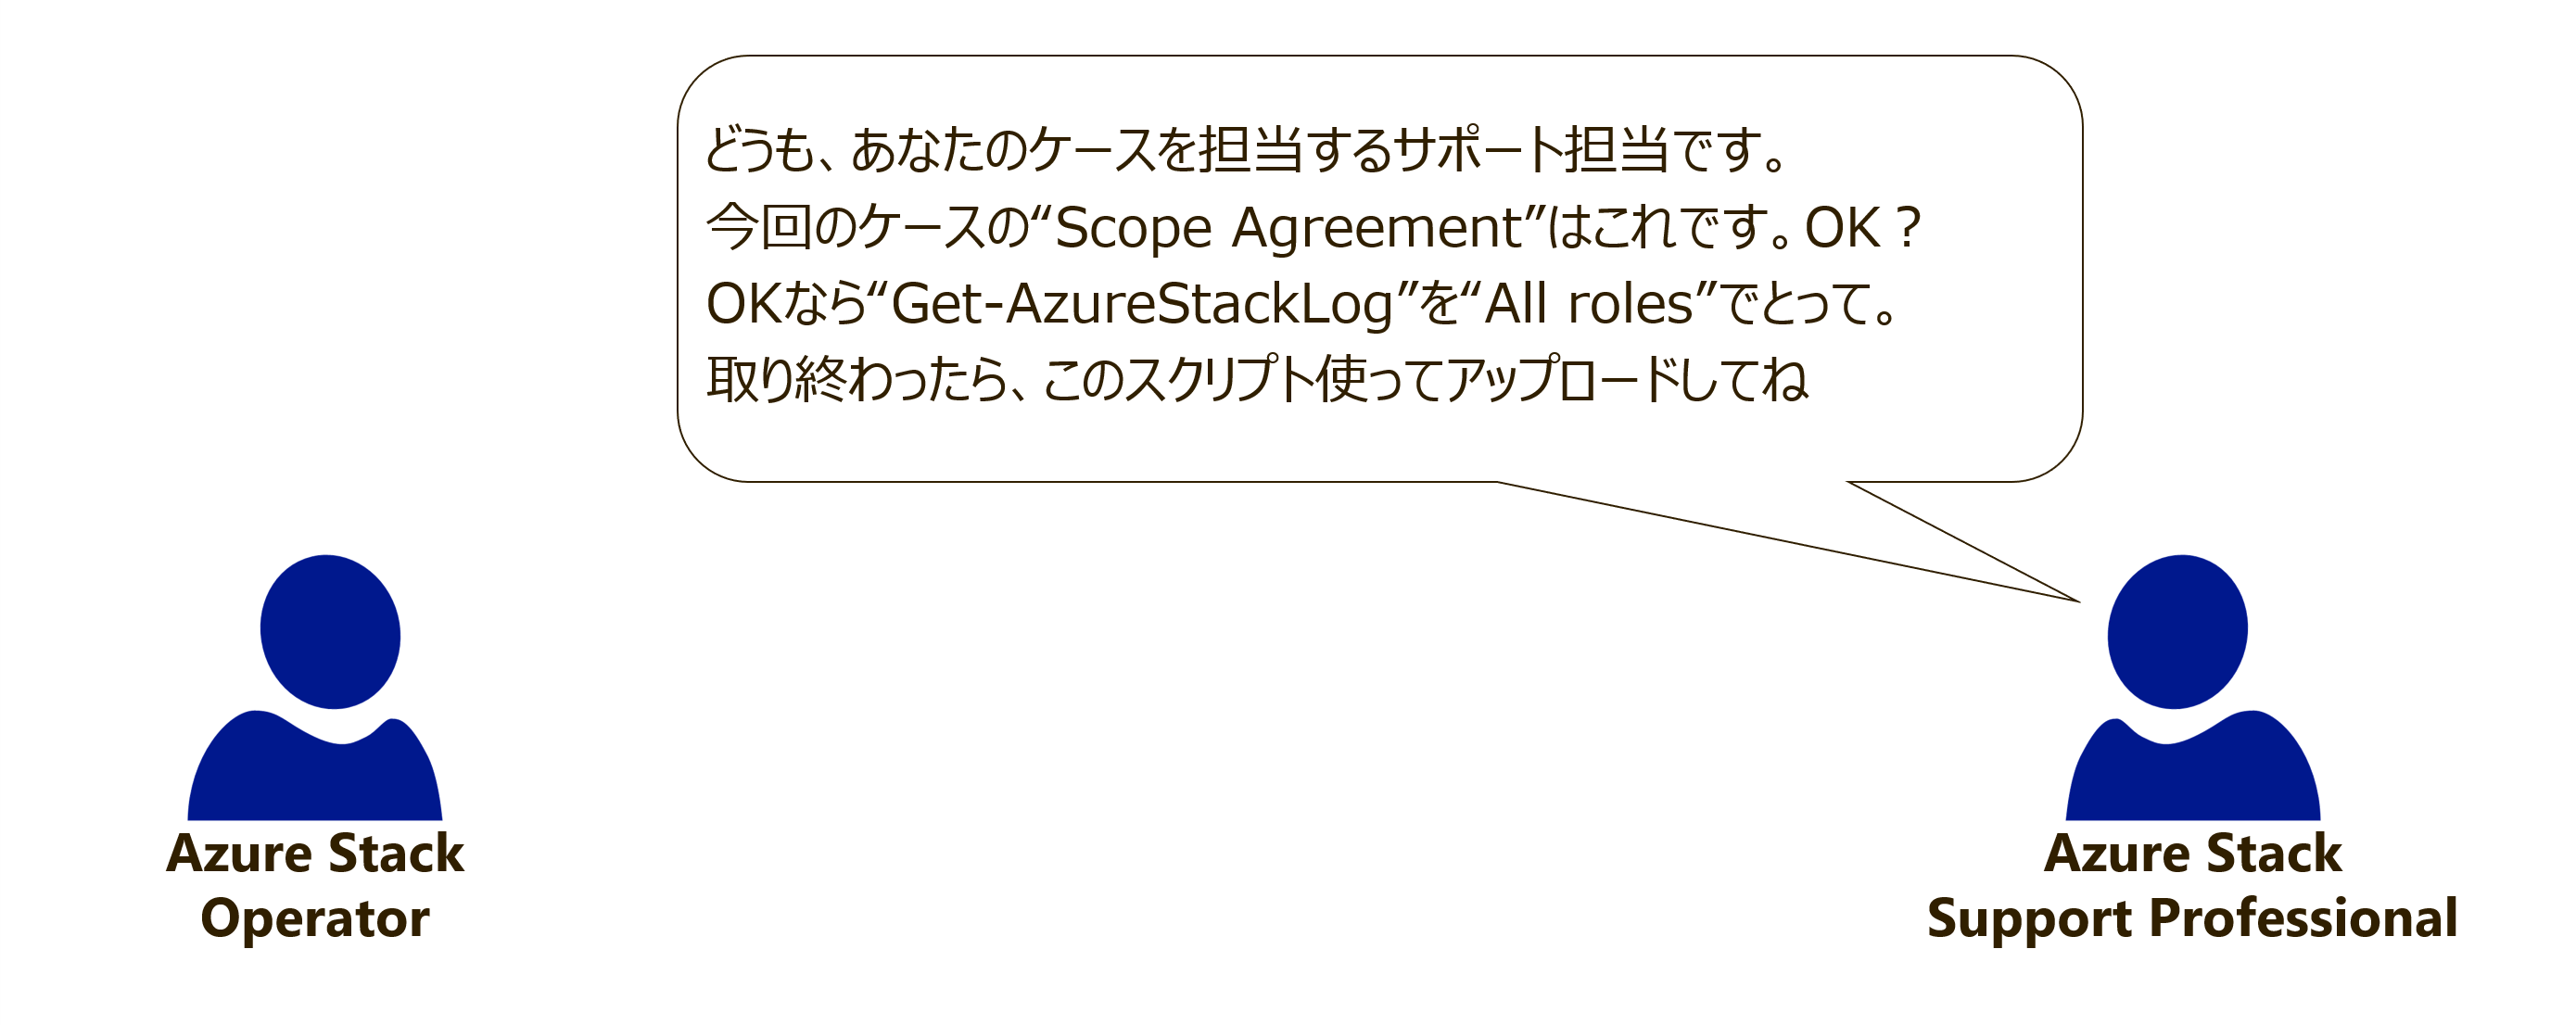 どうも、あなたのケースを担当するサポート担当です。
今回のケースの“Scope Agreement”はこれです。OK？
OKなら“Get-AzureStackLog”を“All roles”でとって。
取り終わったら、このスクリプト使ってアップロードしてね
Azure Stack
Operator
Azure Stack
Support Professional